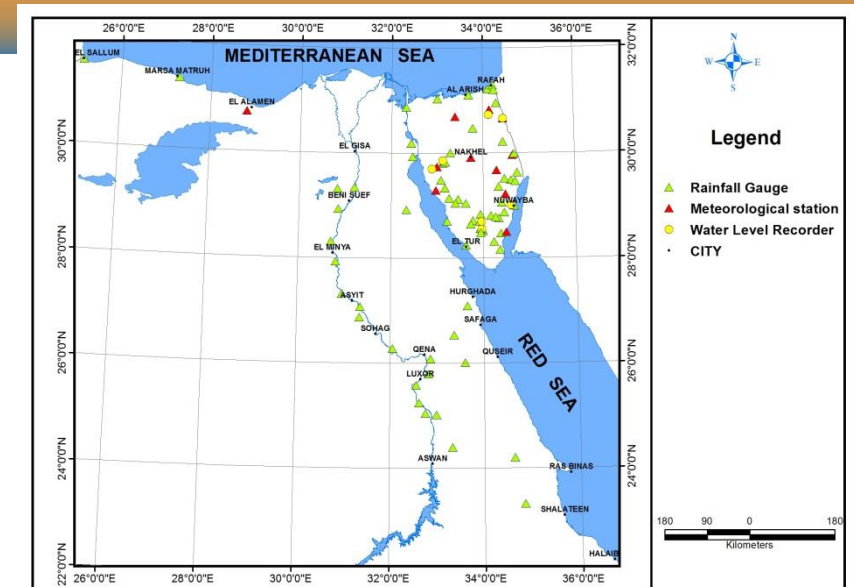 26°0'0"E 28°0'0"E 30°0'0"E 32°0'0"E 34°0'0"E 36°0'0"E
EL SALLUM
MEDITERRANEAN SEA
MARSA MATRUH
RAFAH
AL ARISH
EL ALAMEN
EL GISA
NAKHEL
BENI SUEF
NUWAYBA
EL TUR
EL MINYA
HURGHADA
ASYIT
SAFAGA
SOHAG
QENA
QUSEIR
RED SEA
LUXOR
ASWAN
RAS BINAS
SHALATEEN
HALAIB
32°0'0"N
30°0'0"N 30°0'0"N
28°0'0"N 28°0'0"N
26°0'0"N 26°0'0"N
24°0'0"N 24°0'0"N
22°0'0"N 22°0'0"N
26°0'0"E 28°0'0"E 30°0'0"E 32°0'0"E 34°0'0"E 36°0'0"E
N
W E
S
Legend
Rainfall Gauge
Meteorological station
Water Level Recorder
CITY
180 90 0 180
Kilometers